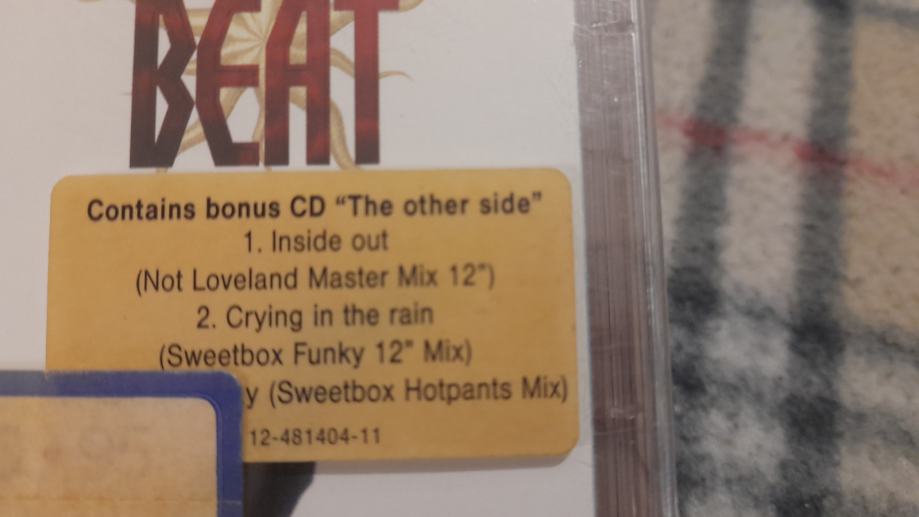 BEAT
Contains bonus CD “The other side”
1. Inside out
(Not Loveland Master Mix 12")
2. Crying in the rain
(Sweetbox Funky 12" Mix)
(Sweetbox Hotpants Mix)
12-481404-11